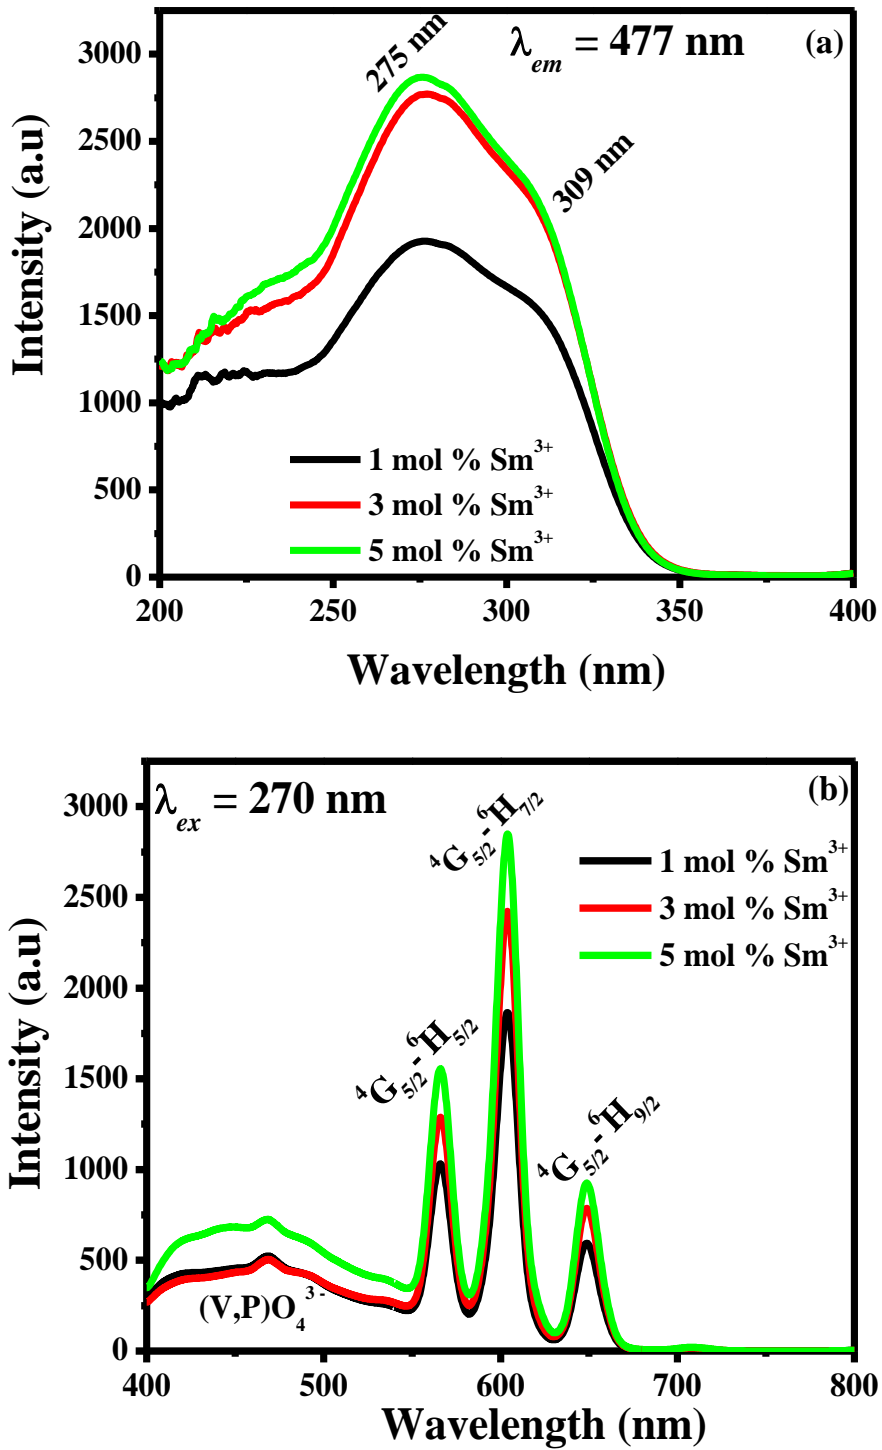 λem = 477 nm (a)
275 nm
309 nm
Intensity (a.u)
3000
2500
2000
1500
1000
500
0
1 mol % Sm³⁺
3 mol % Sm³⁺
5 mol % Sm³⁺
200 250 300 350 400
Wavelength (nm)
λex = 270 nm (b)
⁴G5/2-⁶H7/2
⁴G5/2-⁶H5/2
⁴G5/2-⁶H9/2
1 mol % Sm³⁺
3 mol % Sm³⁺
5 mol % Sm³⁺
Intensity (a.u)
3000
2500
2000
1500
1000
500
0
(V,P)O₄³⁻
400 500 600 700 800
Wavelength (nm)